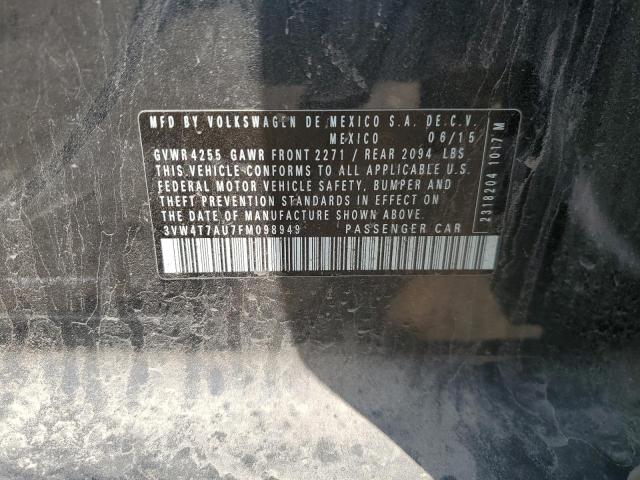 MFD BY VOLKSWAGEN DE MEXICO S.A. DE.C.V.
MEXICO 06/15
GVWR 4255 GAWR FRONT 2271 / REAR 2094 LBS
THIS VEHICLE CONFORMS TO ALL APPLICABLE U.S.
FEDERAL MOTOR VEHICLE SAFETY, BUMPER AND
THEFT PREVENTION STANDARDS IN EFFECT ON THE
DATE OF MANUFACTURE SHOWN ABOVE.
3VW4T7AU7FM098949 PASSENGER CAR
2318204 1017 M